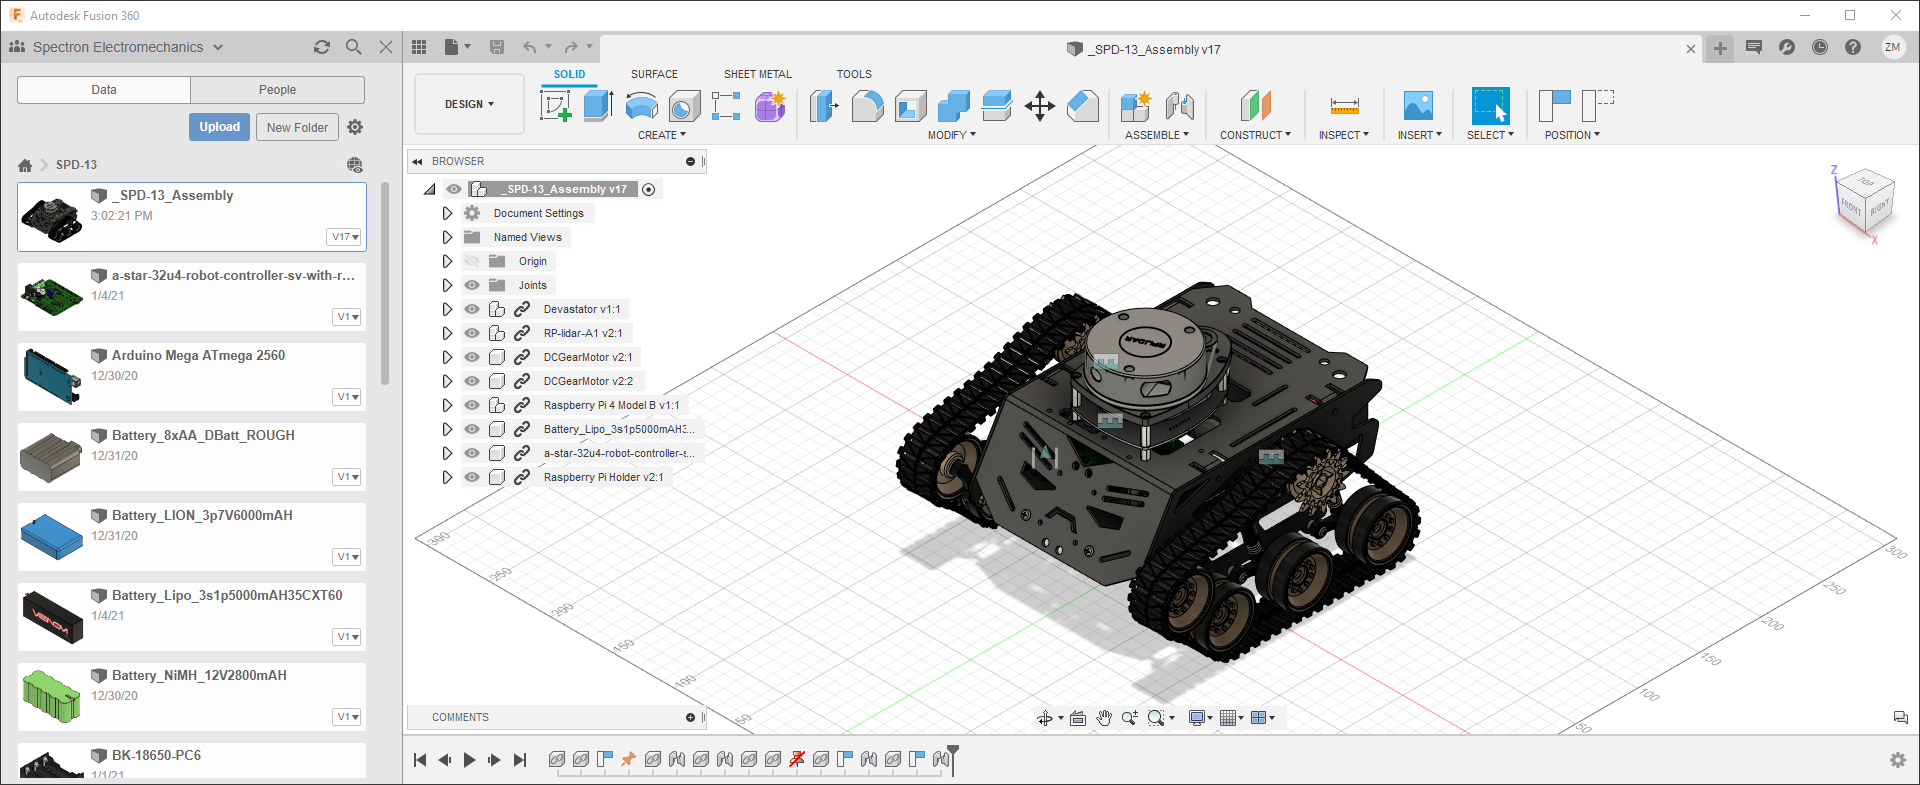 Autodesk Fusion 360
Spectron Electromechanics
_SPD-13_Assembly v17
ZM
Data
People
Upload
New Folder
SPD-13
_SPD-13_Assembly
3:02:21 PM
V17
a-star-32u4-robot-controller-sv-with-r...
1/4/21
V1
Arduino Mega ATmega 2560
12/30/20
V1
Battery_8xAA_DBatt_ROUGH
12/31/20
V1
Battery_LION_3p7V6000mAH
12/31/20
V1
Battery_Lipo_3s1p5000mAH35CXT60
1/4/21
V1
VENOM
Battery_NiMH_12V2800mAH
12/30/20
V1
BK-18650-PC6
1/1/21
DESIGN
SOLID
SURFACE
SHEET METAL
TOOLS
CREATE
MODIFY
ASSEMBLE
CONSTRUCT
INSPECT
INSERT
SELECT
POSITION
BROWSER
_SPD-13_Assembly v17
Document Settings
Named Views
Origin
Joints
Devastator v1:1
RP-lidar-A1 v2:1
DCGearMotor v2:1
DCGearMotor v2:2
Raspberry Pi 4 Model B v1:1
Battery_Lipo_3s1p5000mAH3...
a-star-32u4-robot-controller-s...
Raspberry Pi Holder v2:1
Z
TOP
FRONT
RIGHT
X
RPLIDAR
300
250
200
150
100
50
300
250
200
150
100
50
COMMENTS